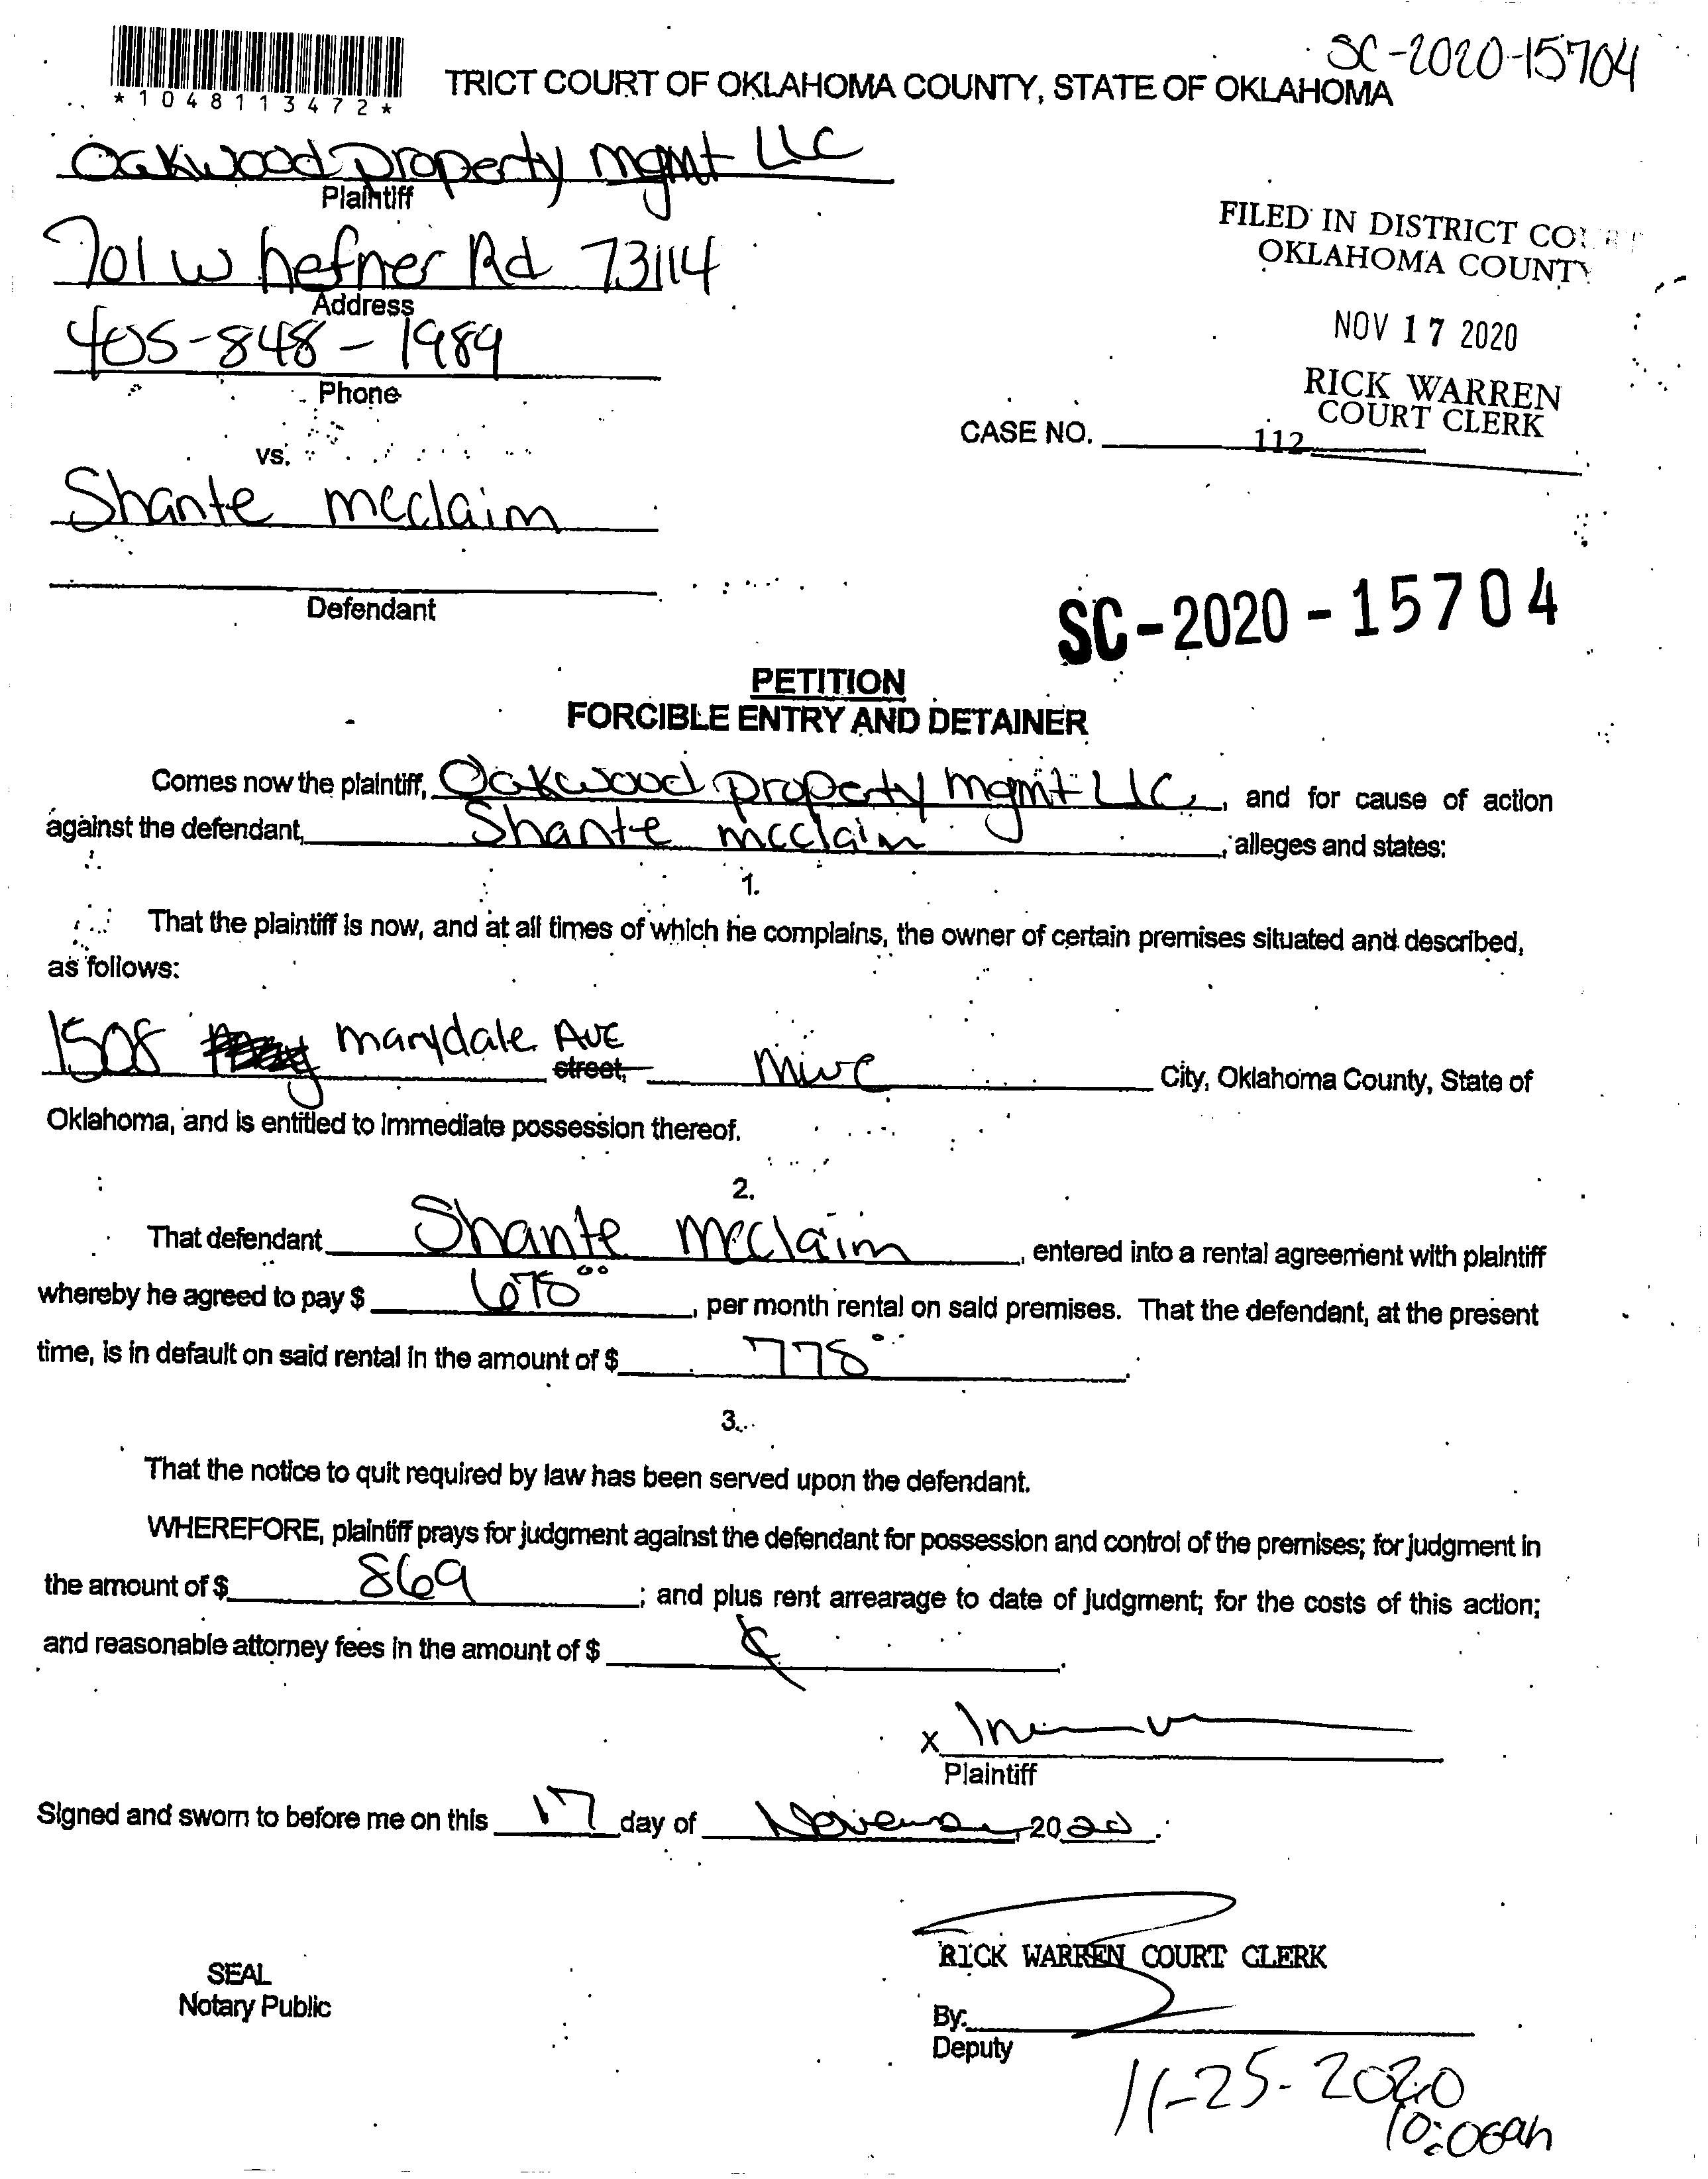 SC-2020-15704
*1048113472*
TRICT COURT OF OKLAHOMA COUNTY, STATE OF OKLAHOMA
Oakwood Property mgmt LLC
Plaintiff
701 W hefner Rd 73114
Address
405-848-1989
Phone
FILED IN DISTRICT COURT
OKLAHOMA COUNTY
NOV 17 2020
RICK WARREN
COURT CLERK
CASE NO.
112
vs.
Shante mcclaim
Defendant
SC-2020-15704
PETITION
FORCIBLE ENTRY AND DETAINER
Comes now the plaintiff, Oakwood property mgmt LLC, and for cause of action
against the defendant, Shante mcclain, alleges and states:
1.
That the plaintiff is now, and at all times of which he complains, the owner of certain premises situated and described,
as follows:
1508 marydale Ave street, mwc City, Oklahoma County, State of
Oklahoma, and is entitled to immediate possession thereof.
2.
That defendant Shante mcclaim, entered into a rental agreement with plaintiff
whereby he agreed to pay $ 675 00, per month rental on said premises. That the defendant, at the present
time, is in default on said rental in the amount of $ 775.
3.
That the notice to quit required by law has been served upon the defendant.
WHEREFORE, plaintiff prays for judgment against the defendant for possession and control of the premises; for judgment in
the amount of $ 869; and plus rent arrearage to date of judgment; for the costs of this action;
and reasonable attorney fees in the amount of $
x
Plaintiff
Signed and sworn to before me on this 17 day of November, 2020.
SEAL
Notary Public
RICK WARREN COURT CLERK
By:
Deputy
11-25-2020
10:00am